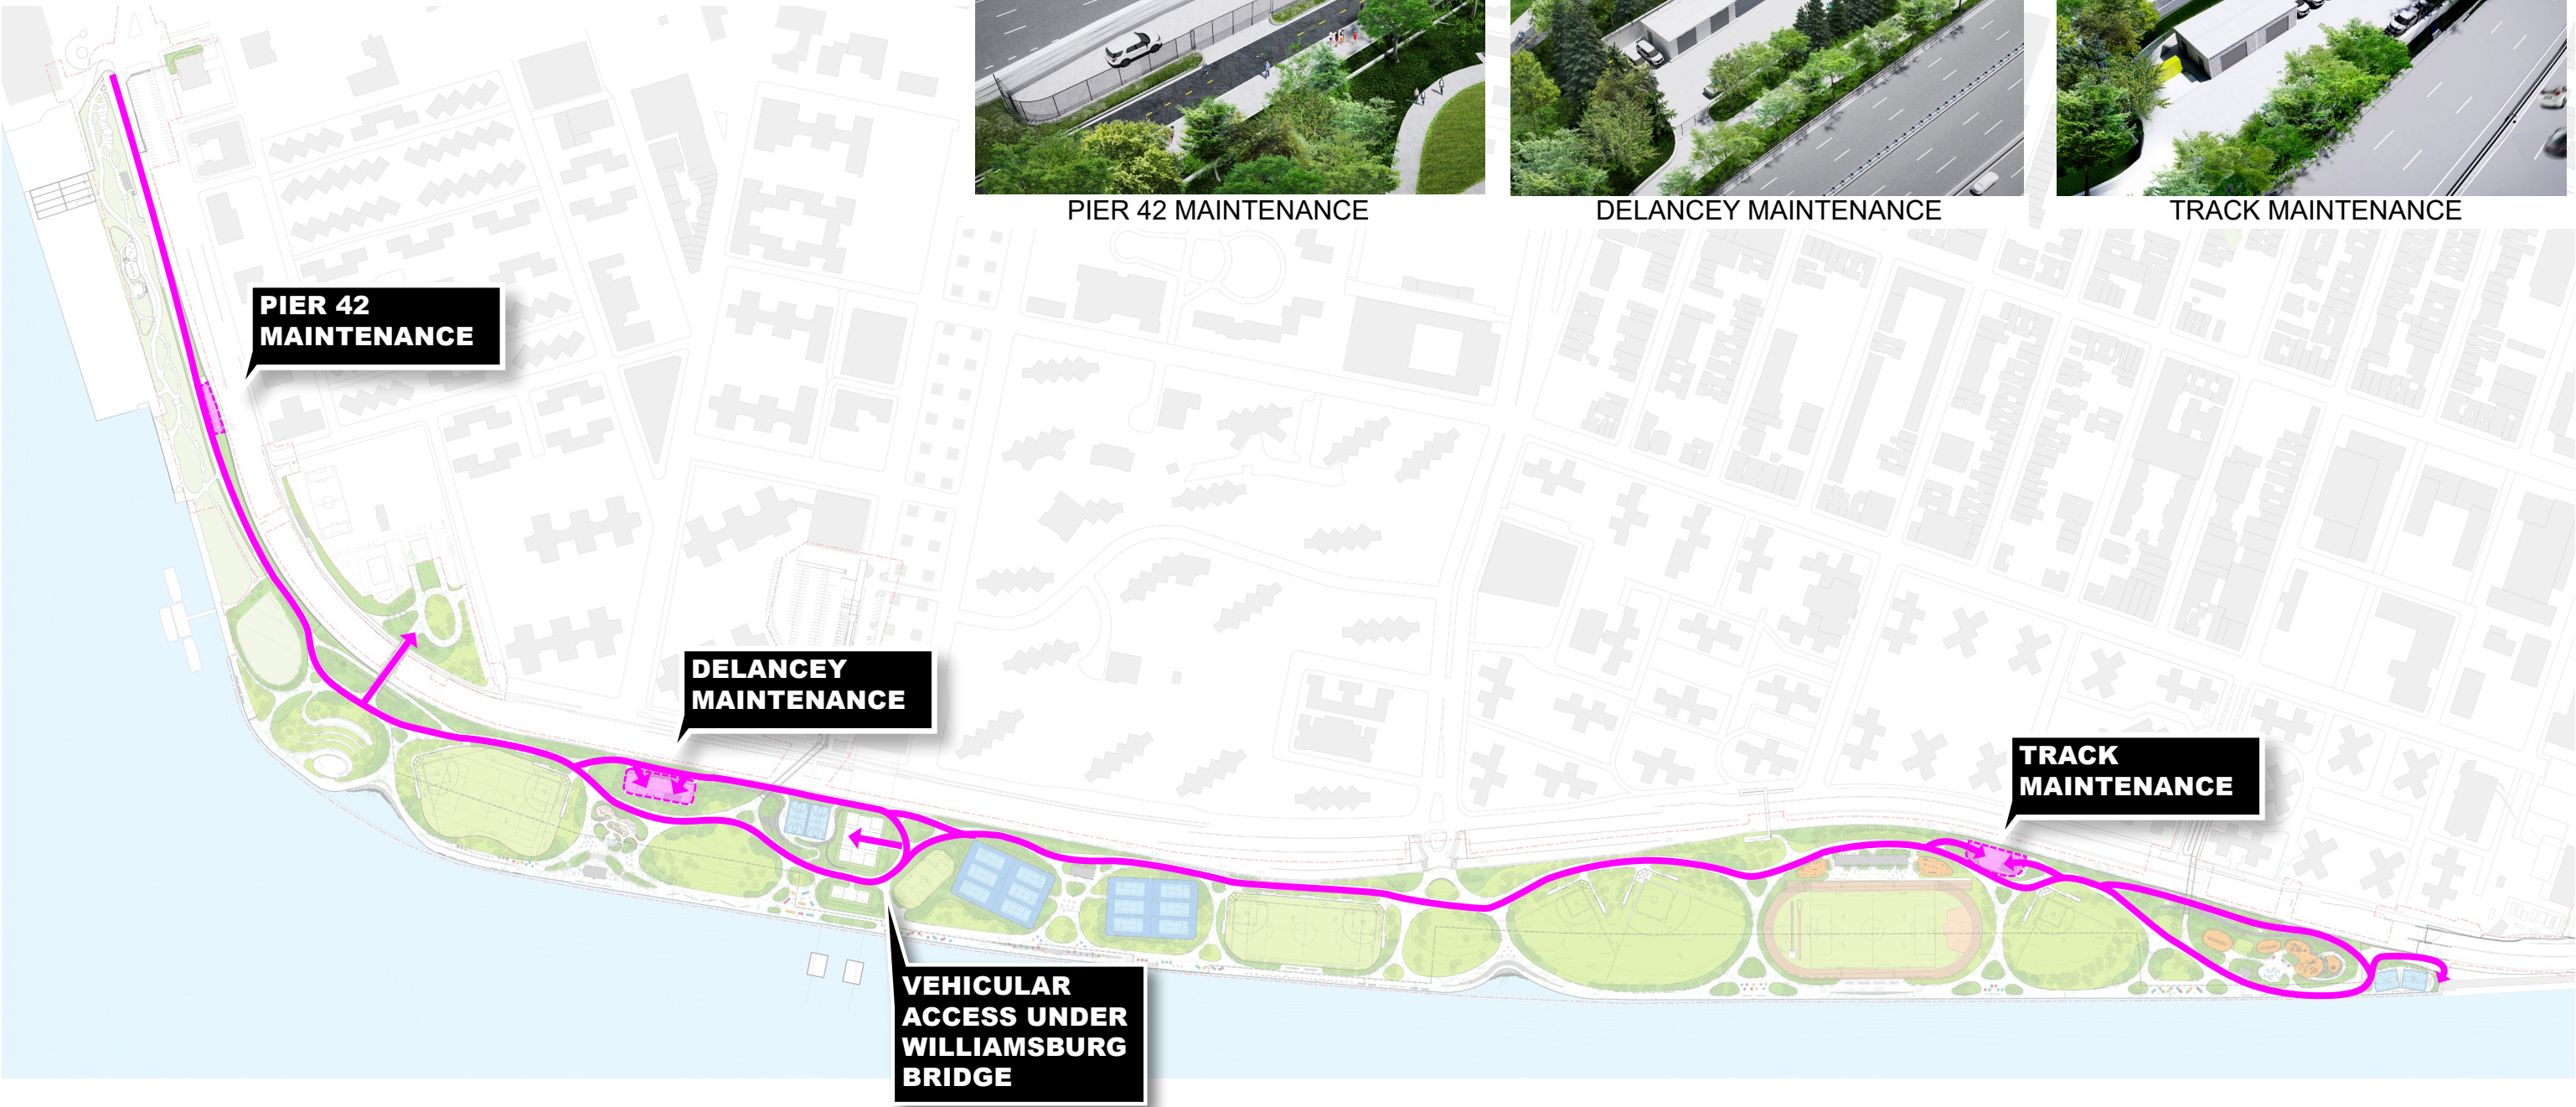 PIER 42 MAINTENANCE
DELANCEY MAINTENANCE
TRACK MAINTENANCE
PIER 42
MAINTENANCE
DELANCEY
MAINTENANCE
TRACK
MAINTENANCE
VEHICULAR
ACCESS UNDER
WILLIAMSBURG
BRIDGE